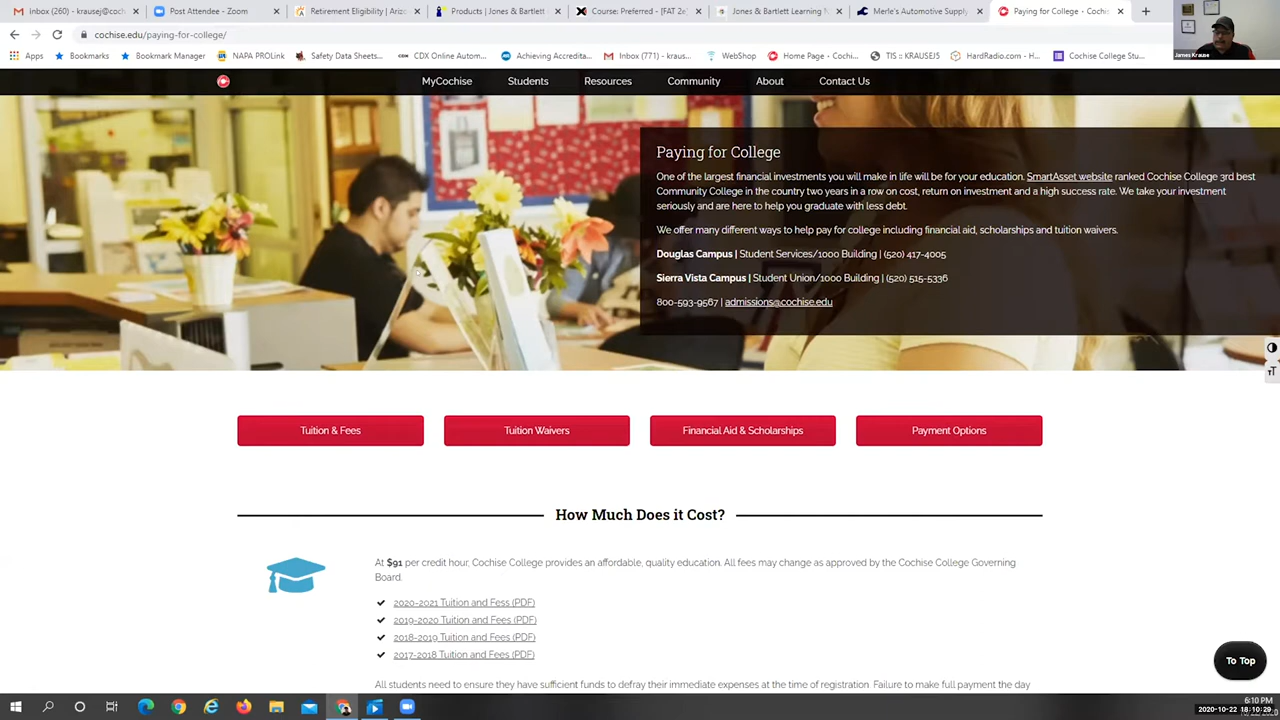 Inbox (260) - krausej@coch
Post Attendee - Zoom
Retirement Eligibility | Arizo
Products | Jones & Bartlett
Course: Preferred - [FAT 2e]
Jones & Bartlett Learning N
Merle's Automotive Supply
Paying for College - Cochi
cochise.edu/paying-for-college/
James Krause
Apps
Bookmarks
Bookmark Manager
NAPA PROLink
Safety Data Sheets...
CDX Online Autom...
Achieving Accredita...
Inbox (771) - kraus...
WebShop
Home Page - Cochi...
TIS :: KRAUSEJ5
HardRadio.com - H...
Cochise College Stu...
MyCochise
Students
Resources
Community
About
Contact Us
Paying for College
One of the largest financial investments you will make in life will be for your education. SmartAsset website ranked Cochise College 3rd best
Community College in the country two years in a row on cost, return on investment and a high success rate. We take your investment
seriously and are here to help you graduate with less debt.
We offer many different ways to help pay for college including financial aid, scholarships and tuition waivers.
Douglas Campus | Student Services/1000 Building | (520) 417-4005
Sierra Vista Campus | Student Union/1000 Building | (520) 515-5336
800-593-9567 | admissions@cochise.edu
Tuition & Fees
Tuition Waivers
Financial Aid & Scholarships
Payment Options
How Much Does it Cost?
At $91 per credit hour, Cochise College provides an affordable, quality education. All fees may change as approved by the Cochise College Governing
Board.
2020-2021 Tuition and Fess (PDF)
2019-2020 Tuition and Fees (PDF)
2018-2019 Tuition and Fees (PDF)
2017-2018 Tuition and Fees (PDF)
To Top
All students need to ensure they have sufficient funds to defray their immediate expenses at the time of registration. Failure to make full payment the day
6:10 PM
2020-10-22 18:10:29